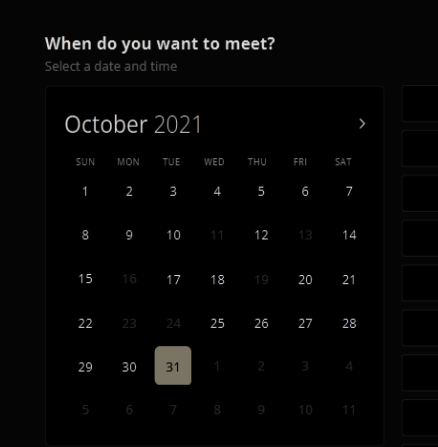 When do you want to meet?
Select a date and time
October 2021
SUN MON TUE WED THU FRI SAT
1 2 3 4 5 6 7
8 9 10 11 12 13 14
15 16 17 18 19 20 21
22 23 24 25 26 27 28
29 30 31 1 2 3 4
5 6 7 8 9 10 11